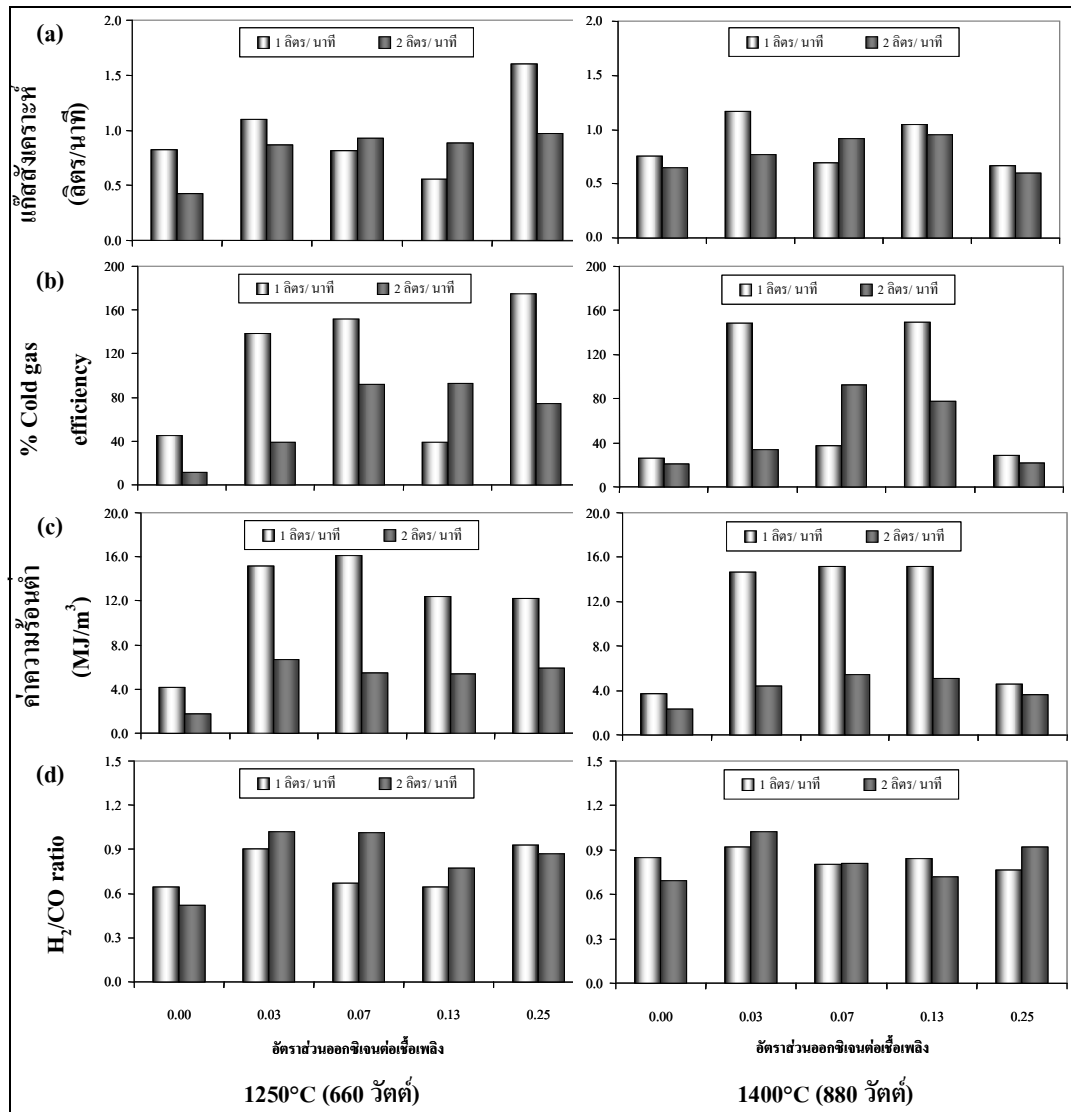 (a)
แก๊สสังเคราะห์
(ลิตร/นาที)
2.0
1.5
1.0
0.5
0.0
1 ลิตร/ นาที 2 ลิตร/ นาที
2.0
1.5
1.0
0.5
0.0
1 ลิตร/ นาที 2 ลิตร/ นาที
(b)
% Cold gas
efficiency
200
160
120
80
40
0
1 ลิตร/ นาที 2 ลิตร/ นาที
200
160
120
80
40
0
1 ลิตร/ นาที 2 ลิตร/ นาที
(c)
ค่าความร้อนต่ำ
(MJ/m³)
20.0
16.0
12.0
8.0
4.0
0.0
1 ลิตร/ นาที 2 ลิตร/ นาที
20.0
16.0
12.0
8.0
4.0
0.0
1 ลิตร/ นาที 2 ลิตร/ นาที
(d)
H₂/CO ratio
1.5
1.2
0.9
0.6
0.3
0.0
1 ลิตร/ นาที 2 ลิตร/ นาที
1.5
1.2
0.9
0.6
0.3
0.0
1 ลิตร/ นาที 2 ลิตร/ นาที
0.00 0.03 0.07 0.13 0.25
0.00 0.03 0.07 0.13 0.25
อัตราส่วนออกซิเจนต่อเชื้อเพลิง
อัตราส่วนออกซิเจนต่อเชื้อเพลิง
1250°C (660 วัตต์)
1400°C (880 วัตต์)